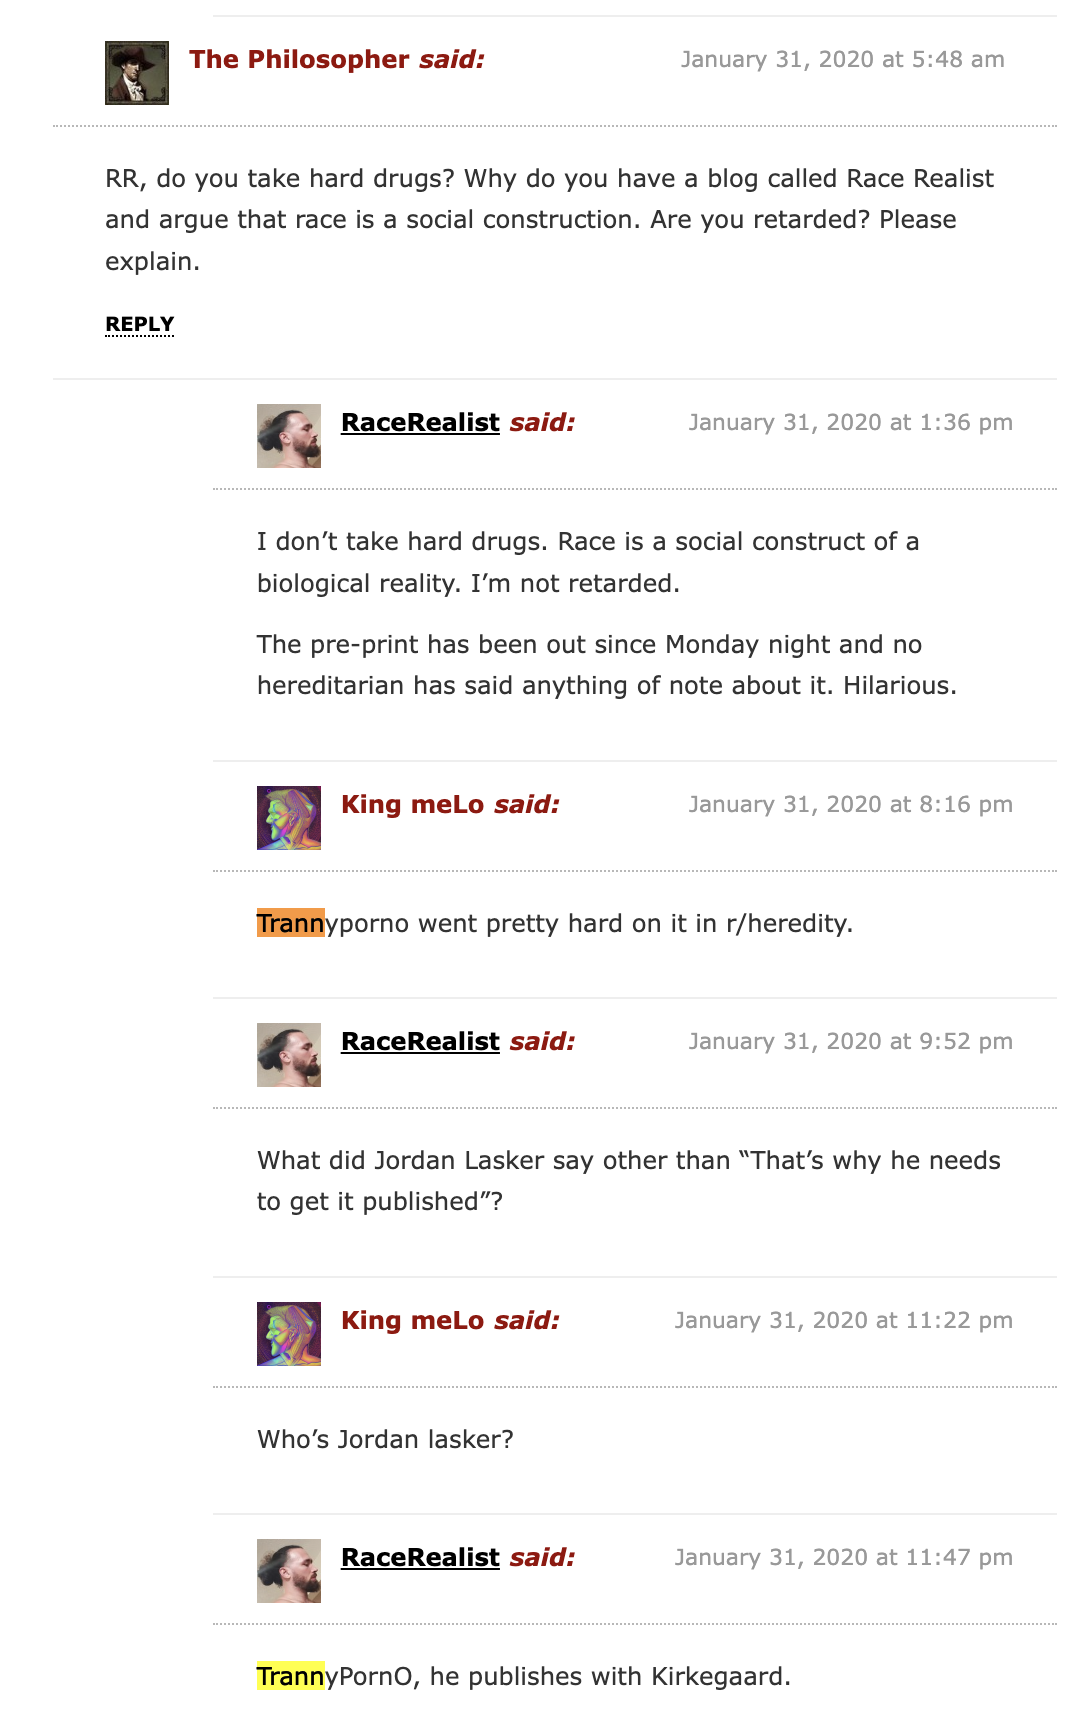 The Philosopher said:
January 31, 2020 at 5:48 am
RR, do you take hard drugs? Why do you have a blog called Race Realist
and argue that race is a social construction. Are you retarded? Please
explain.
REPLY
RaceRealist said:
January 31, 2020 at 1:36 pm
I don’t take hard drugs. Race is a social construct of a
biological reality. I’m not retarded.
The pre-print has been out since Monday night and no
hereditarian has said anything of note about it. Hilarious.
King meLo said:
January 31, 2020 at 8:16 pm
Trannyporno went pretty hard on it in r/heredity.
RaceRealist said:
January 31, 2020 at 9:52 pm
What did Jordan Lasker say other than “That’s why he needs
to get it published”?
King meLo said:
January 31, 2020 at 11:22 pm
Who’s Jordan lasker?
RaceRealist said:
January 31, 2020 at 11:47 pm
TrannyPornO, he publishes with Kirkegaard.